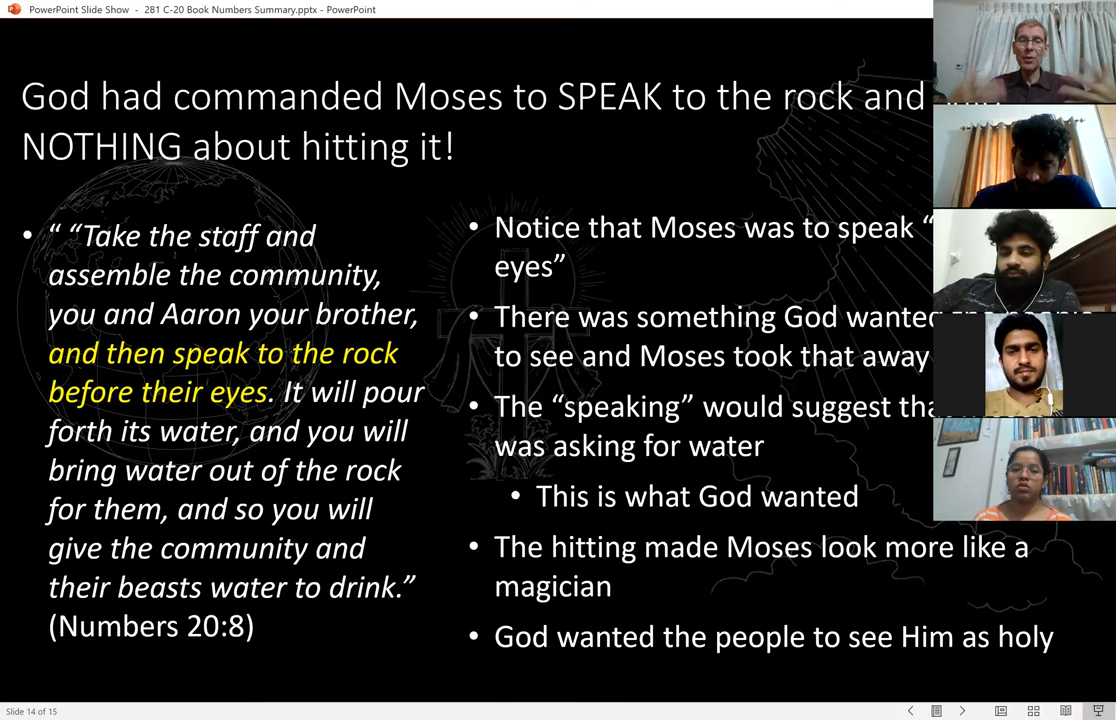 PowerPoint Slide Show - 281 C-20 Book Numbers Summary.pptx - PowerPoint
God had commanded Moses to SPEAK to the rock and
NOTHING about hitting it!
• “ “Take the staff and
assemble the community,
you and Aaron your brother,
and then speak to the rock
before their eyes. It will pour
forth its water, and you will
bring water out of the rock
for them, and so you will
give the community and
their beasts water to drink.”
(Numbers 20:8)
• Notice that Moses was to speak “
eyes”
• There was something God wanted
to see and Moses took that away
• The “speaking” would suggest
was asking for water
• This is what God wanted
• The hitting made Moses look more like a
magician
• God wanted the people to see Him as holy
Slide 14 of 15